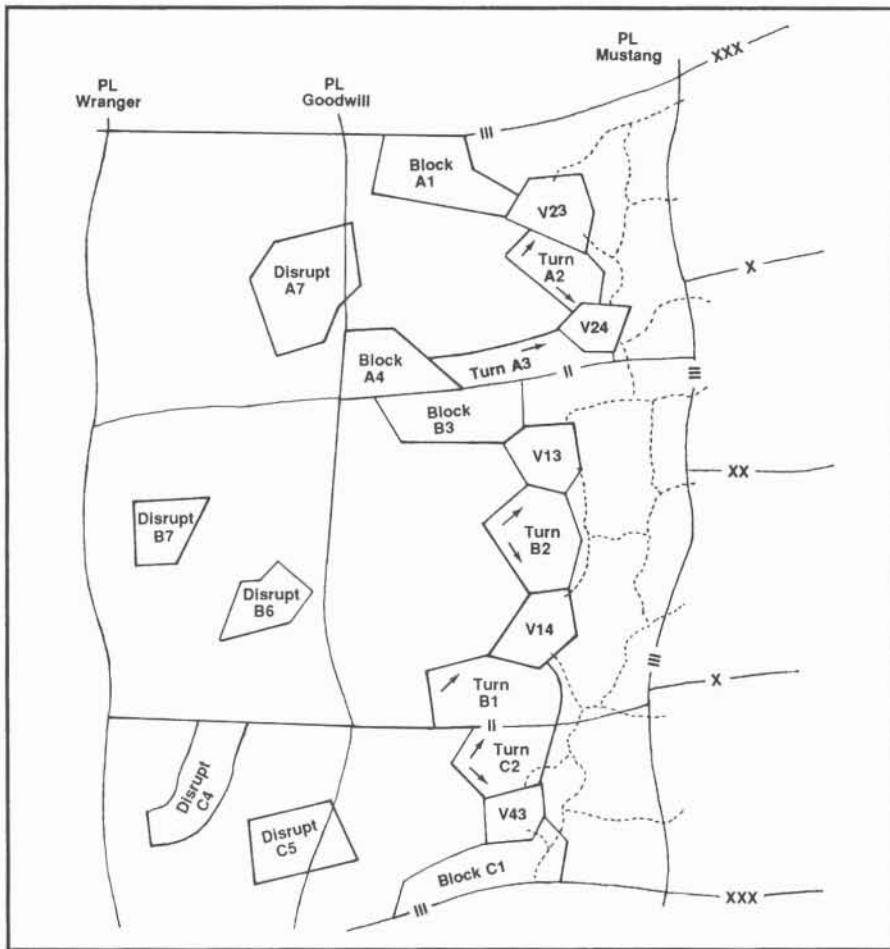 PL
Mustang
XXX
PL
Wranger
PL
Goodwill
III
Block
A1
V23
Turn
A2
X
Disrupt
A7
V24
Block
A4
Turn A3
II
III
Block
B3
V13
XX
Disrupt
B7
Turn
B2
Disrupt
B6
V14
III
Turn
B1
X
II
Turn
C2
Disrupt
C4
V43
Disrupt
C5
Block C1
XXX
III